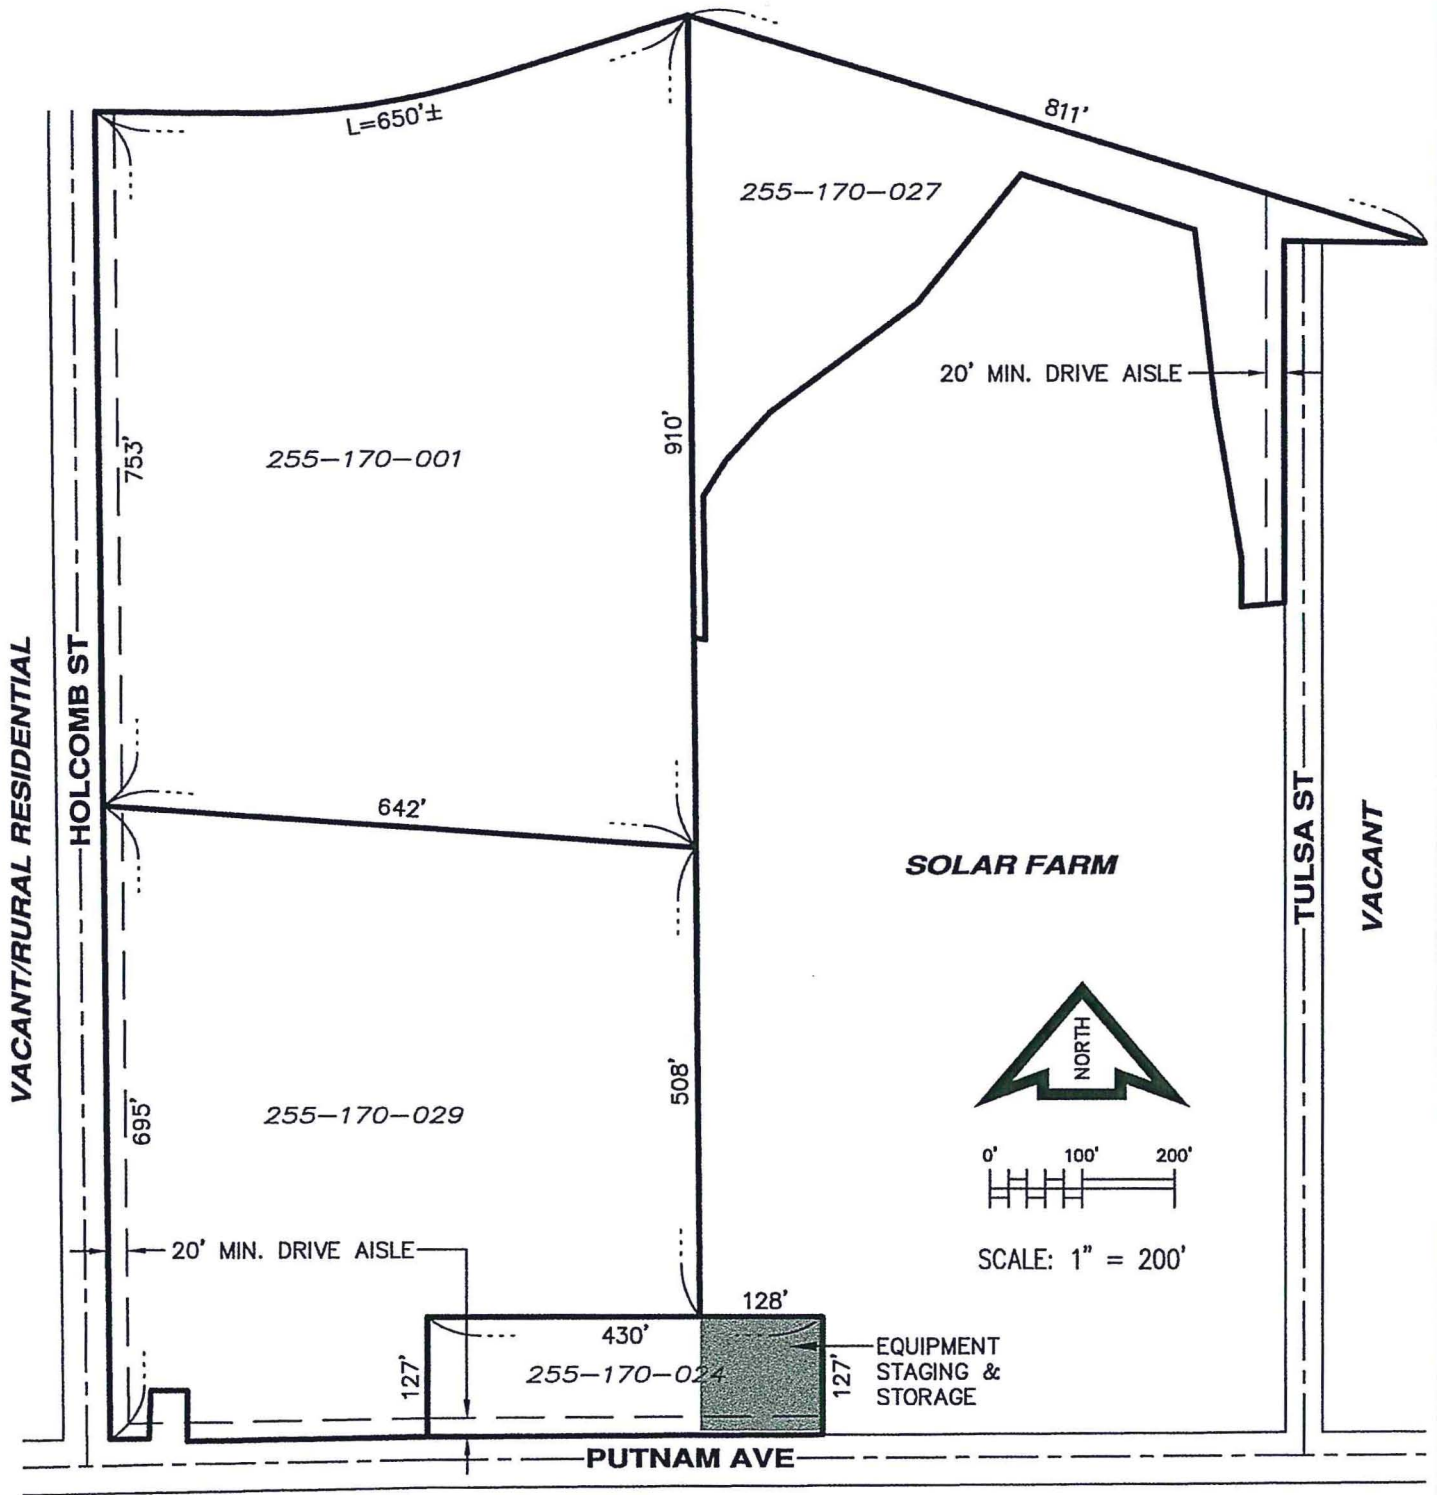 811'
L=650'±
255-170-027
20' MIN. DRIVE AISLE
910'
753'
255-170-001
HOLCOMB ST
VACANT/RURAL RESIDENTIAL
642'
SOLAR FARM
TULSA ST
VACANT
NORTH
508'
695'
255-170-029
0' 100' 200'
SCALE: 1" = 200'
20' MIN. DRIVE AISLE
128'
430'
127'
255-170-024
127'
EQUIPMENT
STAGING &
STORAGE
PUTNAM AVE